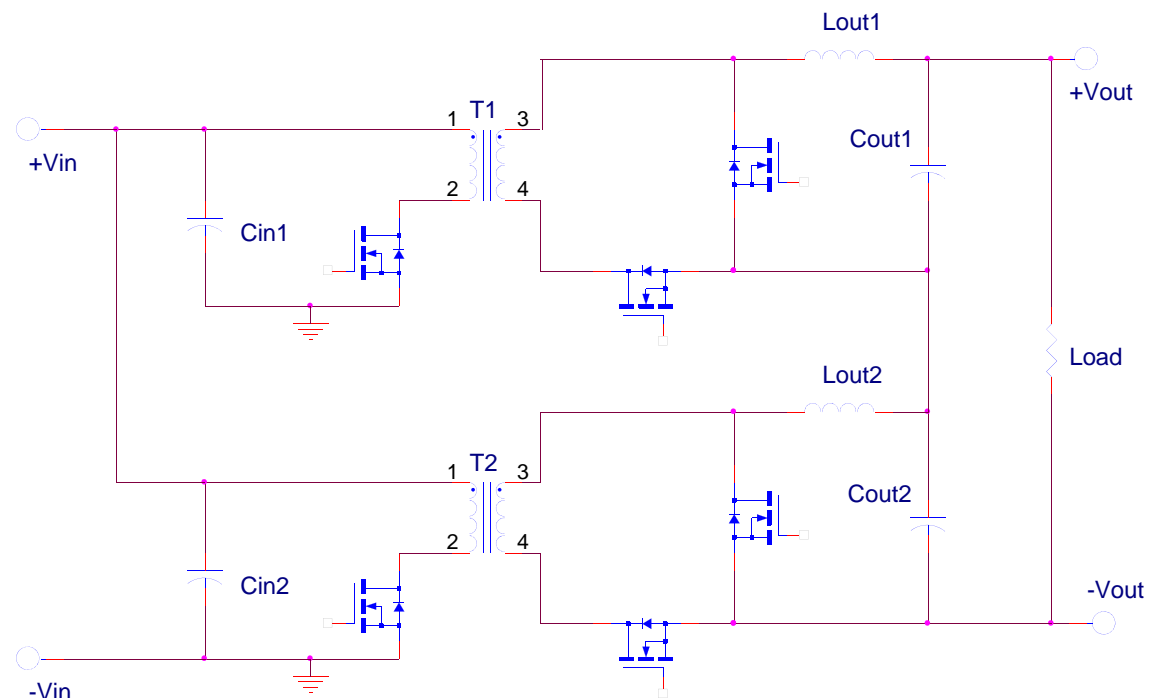 Lout1
+Vout
T1
1
3
+Vin
Cout1
2
4
Cin1
Load
Lout2
T2
1
3
Cout2
2
4
Cin2
-Vout
-Vin